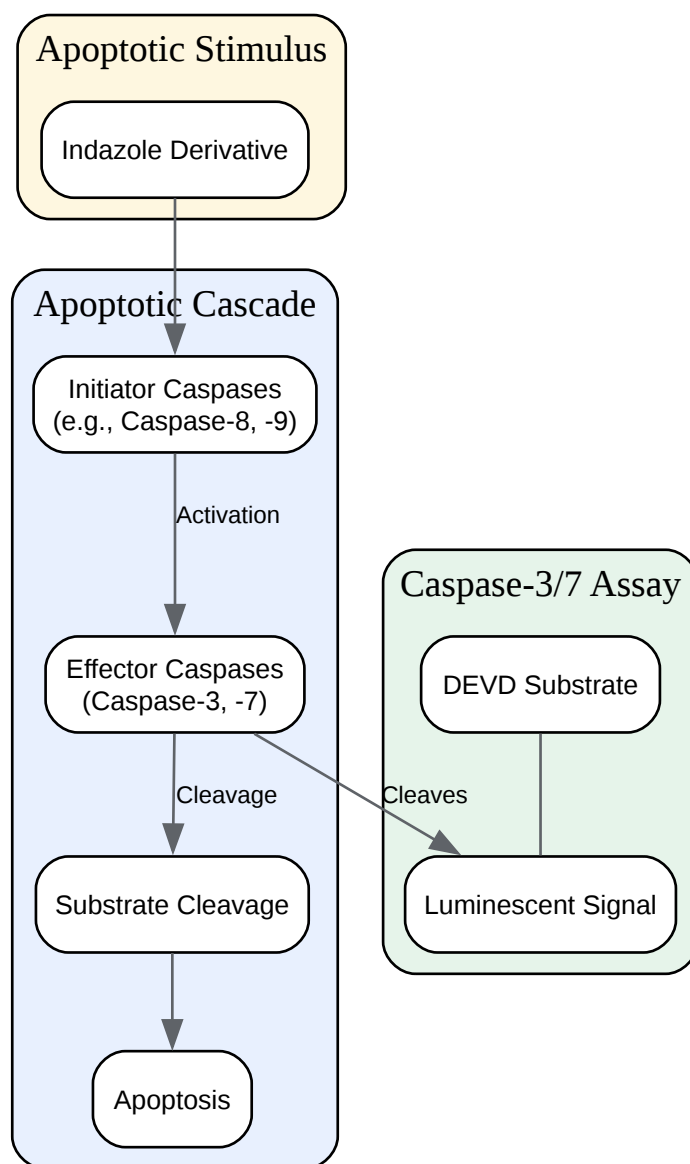 Apoptotic Stimulus
Indazole Derivative
Apoptotic Cascade
Initiator Caspases
(e.g., Caspase-8, -9)
Activation
Effector Caspases
(Caspase-3, -7)
Cleavage
Substrate Cleavage
Apoptosis
Caspase-3/7 Assay
DEVD Substrate
Cleaves
Luminescent Signal